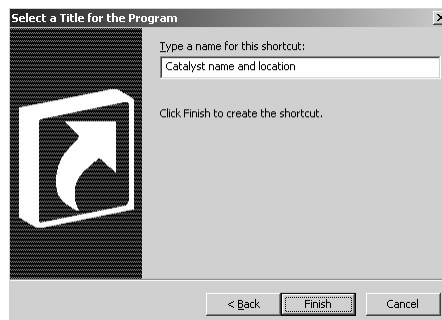 Select a Title for the Program
Type a name for this shortcut:
Catalyst name and location
Click Finish to create the shortcut.
< Back
Finish
Cancel